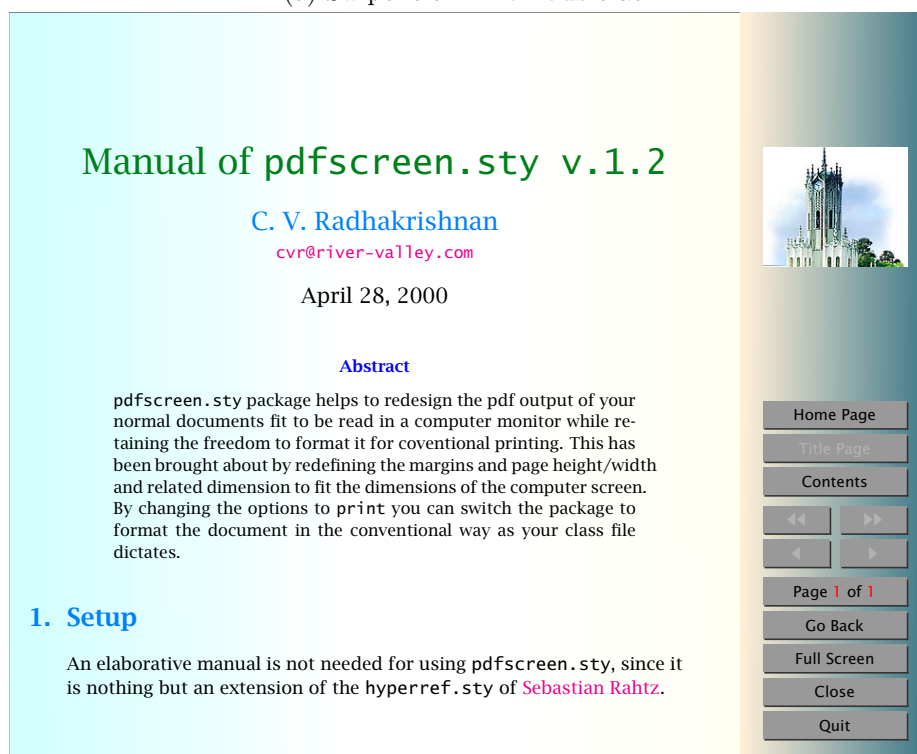 Manual of pdfscreen.sty v.1.2
C. V. Radhakrishnan
cvr@river-valley.com
April 28, 2000
Abstract
pdfscreen.sty package helps to redesign the pdf output of your
normal documents fit to be read in a computer monitor while re-
taining the freedom to format it for coventional printing. This has
been brought about by redefining the margins and page height/width
and related dimension to fit the dimensions of the computer screen.
By changing the options to print you can switch the package to
format the document in the conventional way as your class file
dictates.
1. Setup
An elaborative manual is not needed for using pdfscreen.sty, since it
is nothing but an extension of the hyperref.sty of Sebastian Rahtz.
Home Page
Title Page
Contents
Page 1 of 1
Go Back
Full Screen
Close
Quit